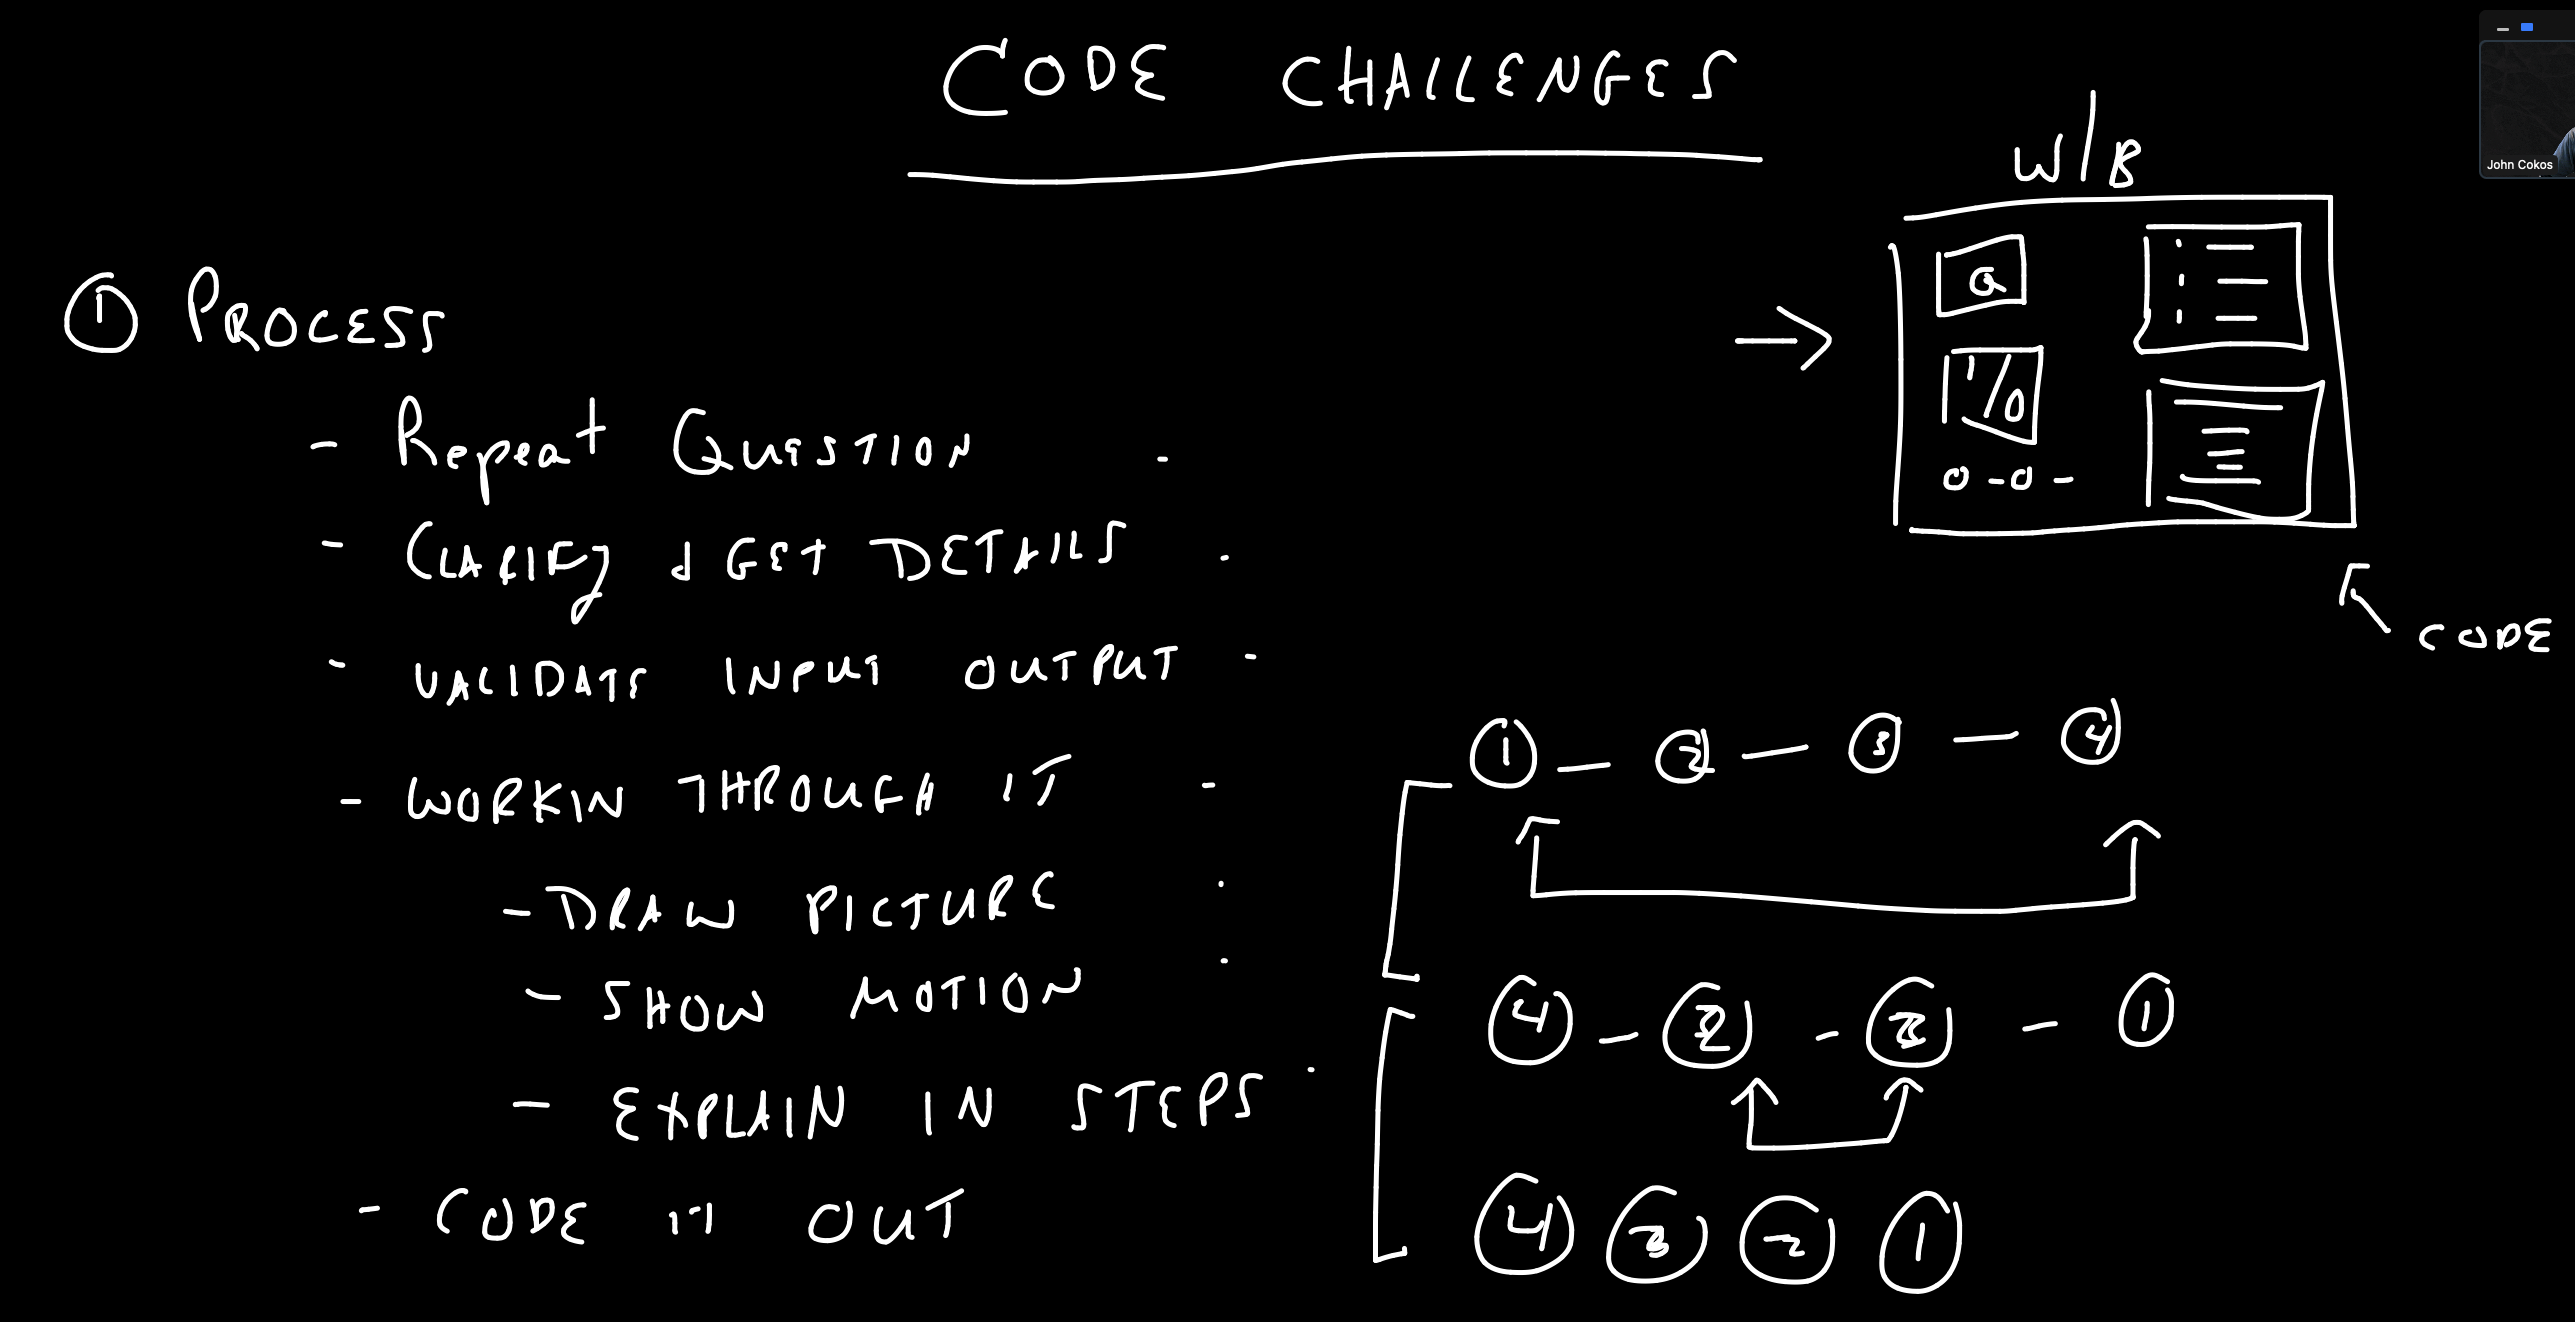 CODE CHALLENGES
W/B
Q
I/O
① PROCESS
- Repeat QUESTION
- CLARIFY & GET DETAILS
- VALIDATE INPUT OUTPUT
- WORKIN THROUGH IT
- DRAW PICTURE
- SHOW MOTION
- EXPLAIN IN STEPS
- CODE IT OUT
CODE
① - ② - ③ - ④
④ - ② - ③ - ①
④ ③ ② ①
John Cokos